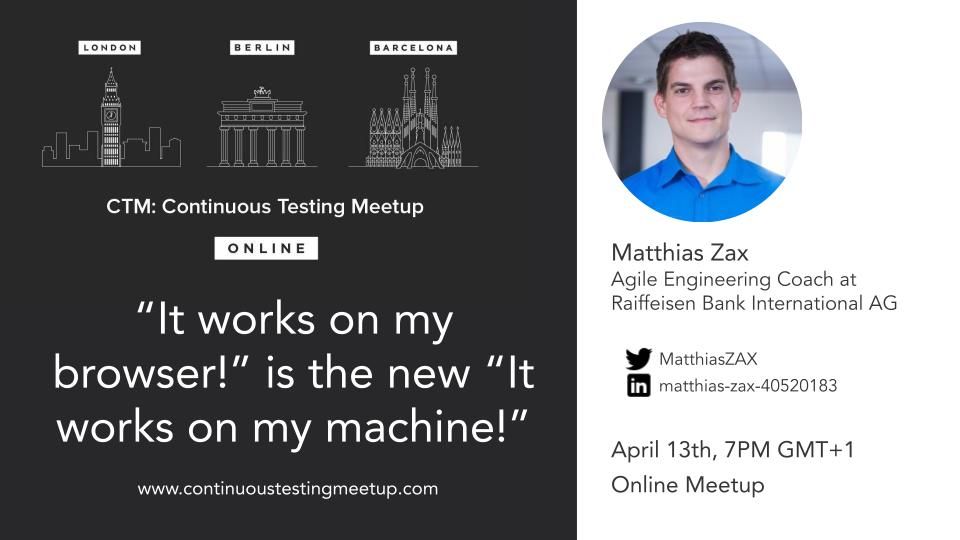 LONDON
BERLIN
BARCELONA
CTM: Continuous Testing Meetup
ONLINE
“It works on my
browser!” is the new “It
works on my machine!”
www.continuoustestingmeetup.com
Matthias Zax
Agile Engineering Coach at
Raiffeisen Bank International AG
MatthiasZAX
in
matthias-zax-40520183
April 13th, 7PM GMT+1
Online Meetup